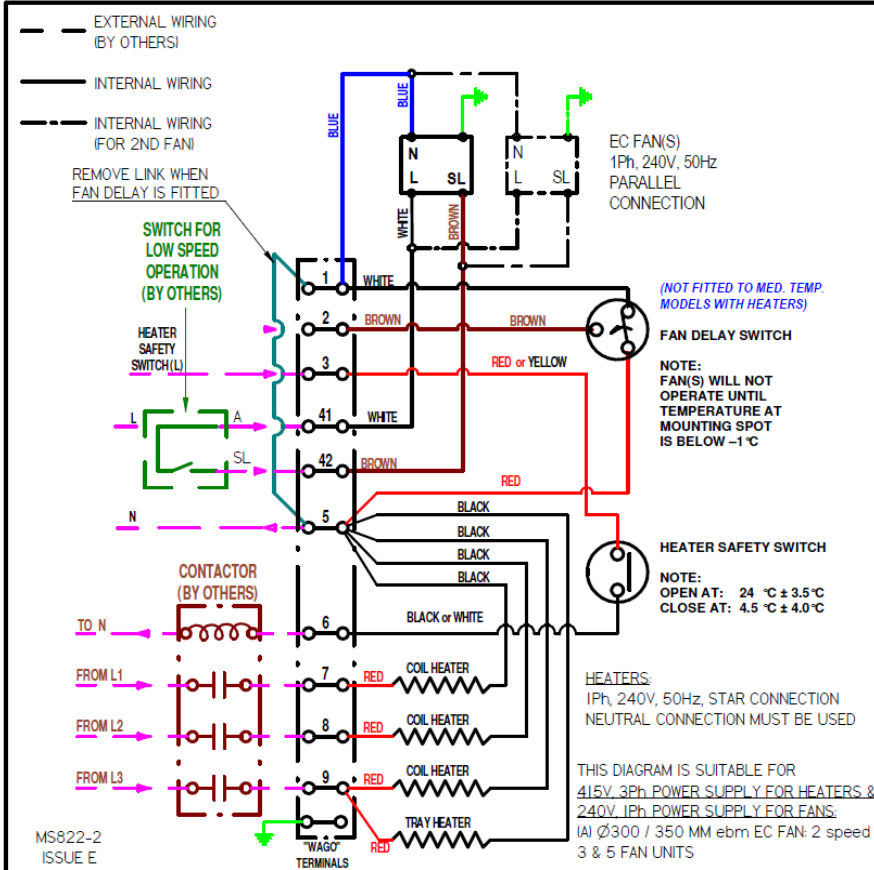 EXTERNAL WIRING
(BY OTHERS)
INTERNAL WIRING
INTERNAL WIRING
(FOR 2ND FAN)
REMOVE LINK WHEN
FAN DELAY IS FITTED
SWITCH FOR
LOW SPEED
OPERATION
(BY OTHERS)
BLUE
BLUE
N
L
SL
N
L
SL
EC FAN(S)
1Ph, 240V, 50Hz
PARALLEL
CONNECTION
WHITE
BROWN
1
WHITE
(NOT FITTED TO MED. TEMP.
MODELS WITH HEATERS)
2
BROWN
BROWN
FAN DELAY SWITCH
HEATER
SAFETY
SWITCH(L)
3
RED or YELLOW
NOTE:
FAN(S) WILL NOT
OPERATE UNTIL
TEMPERATURE AT
MOUNTING SPOT
IS BELOW –1 °C
L
A
41
WHITE
SL
42
BROWN
RED
N
5
BLACK
BLACK
BLACK
BLACK
HEATER SAFETY SWITCH
NOTE:
OPEN AT: 24 °C ± 3.5°C
CLOSE AT: 4.5 °C ± 4.0°C
CONTACTOR
(BY OTHERS)
TO N
6
BLACK or WHITE
FROM L1
7
RED
COIL HEATER
FROM L2
8
RED
COIL HEATER
FROM L3
9
RED
COIL HEATER
RED
TRAY HEATER
HEATERS:
1Ph, 240V, 50Hz, STAR CONNECTION
NEUTRAL CONNECTION MUST BE USED
THIS DIAGRAM IS SUITABLE FOR
415V, 3Ph POWER SUPPLY FOR HEATERS &
240V, 1Ph POWER SUPPLY FOR FANS:
(A) Ø300 / 350 MM ebm EC FAN: 2 speed
3 & 5 FAN UNITS
"WAGO"
TERMINALS
MS822-2
ISSUE E